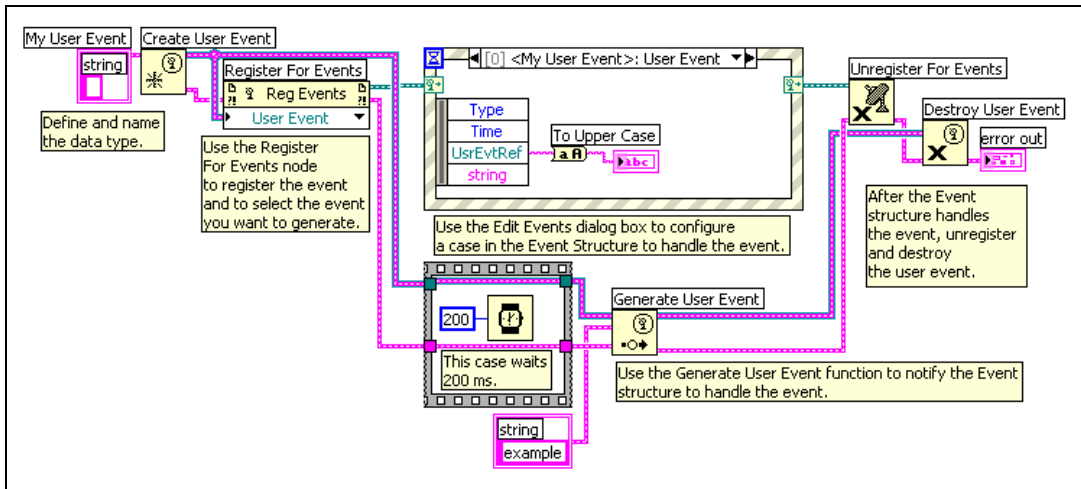 My User Event
string
Create User Event
Define and name
the data type.
Register For Events
Reg Events
User Event
Use the Register
For Events node
to register the event
and to select the event
you want to generate.
[0] <My User Event>: User Event
Type
Time
UsrEvtRef
string
To Upper Case
a A
abc
Use the Edit Events dialog box to configure
a case in the Event Structure to handle the event.
200
This case waits
200 ms.
Generate User Event
Use the Generate User Event function to notify the Event
structure to handle the event.
string
example
Unregister For Events
Destroy User Event
error out
After the Event
structure handles
the event, unregister
and destroy
the user event.